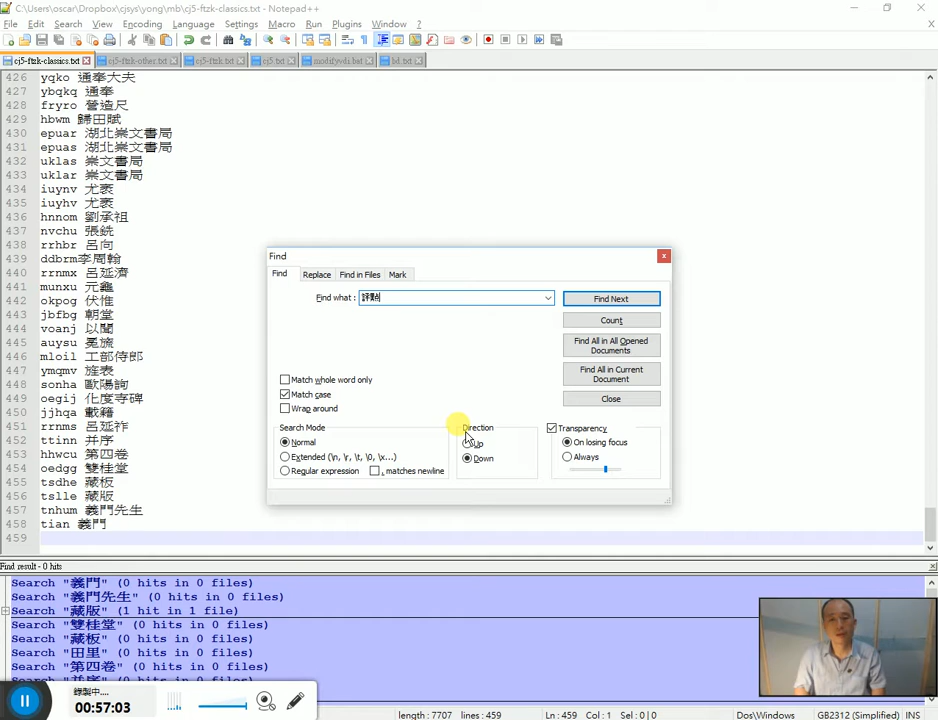 C:\Users\oscar\Dropbox\cjsys\yong\mb\cj5-ftzk-classics.txt - Notepad++
File Edit Search View Encoding Language Settings Macro Run Plugins Window ?
cj5-ftzk-classics.txt cj5-ftzk-other.txt cj5-ftzk.txt cj5.txt modifyvdi.bat bd.txt
426 yqko 通奉大夫
427 ybqkq 通奉
428 fryro 營造尺
429 hbwm 歸田賦
430 epuar 湖北崇文書局
431 epuas 湖北崇文書局
432 uklas 崇文書局
433 uklar 崇文書局
434 iuynv 尤袤
435 iuyhv 尤袤
436 hnnom 劉承祖
437 nvchu 張銑
438 rrhbr 呂向
439 ddbrm李周翰
440 rrnmx 呂延濟
441 munxu 元龜
442 okpog 伏惟
443 jbfbg 朝堂
444 voanj 以聞
445 auysu 冕旒
446 mloil 工部侍郎
447 ymqmv 旌表
448 sonha 歐陽詢
449 oegij 化度寺碑
450 jjhqa 載籍
451 rrnms 呂延祚
452 ttinn 并序
453 hhwcu 第四卷
454 oedgg 雙桂堂
455 tsdhe 藏板
456 tslle 藏版
457 tnhum 義門先生
458 tian 義門
459
Find
Find Replace Find in Files Mark
Find what : 評點
Find Next
Count
Find All in All Opened Documents
Find All in Current Document
Close
Match whole word only
Match case
Wrap around
Search Mode
Normal
Extended (\n, \r, \t, \0, \x...)
Regular expression . matches newline
Direction
Up
Down
Transparency
On losing focus
Always
Find result - 0 hits
Search "義門" (0 hits in 0 files)
Search "義門先生" (0 hits in 0 files)
Search "藏版" (1 hit in 1 file)
Search "雙桂堂" (0 hits in 0 files)
Search "藏板" (0 hits in 0 files)
Search "田里" (0 hits in 0 files)
Search "第四卷" (0 hits in 0 files)
Search "并序" (0 hits in 0 files)
錄製中....
00:57:03
length : 7707 lines : 459 Ln : 459 Col : 1 Sel : 0 | 0 Dos\Windows GB2312 (Simplified) INS